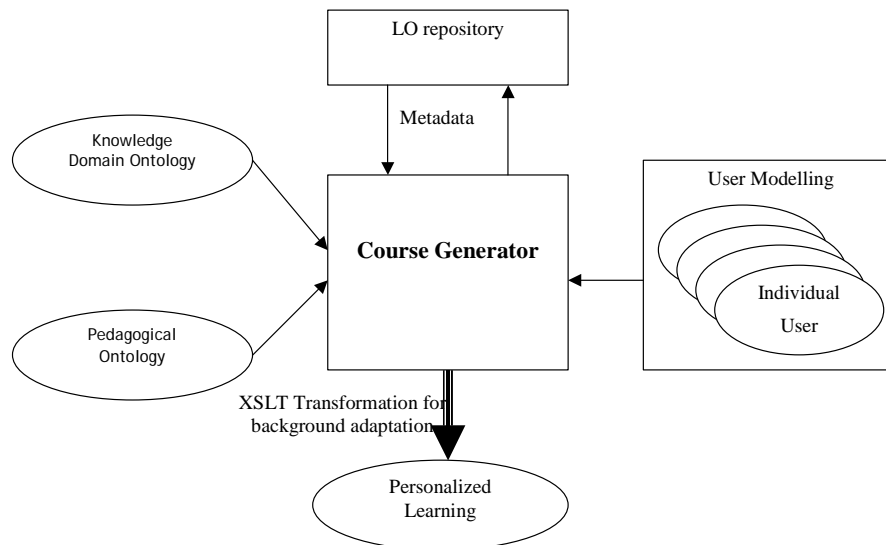 LO repository
Metadata
Knowledge
Domain Ontology
User Modelling
Course Generator
Individual
User
Pedagogical
Ontology
XSLT Transformation for
background adaptation
Personalized
Learning